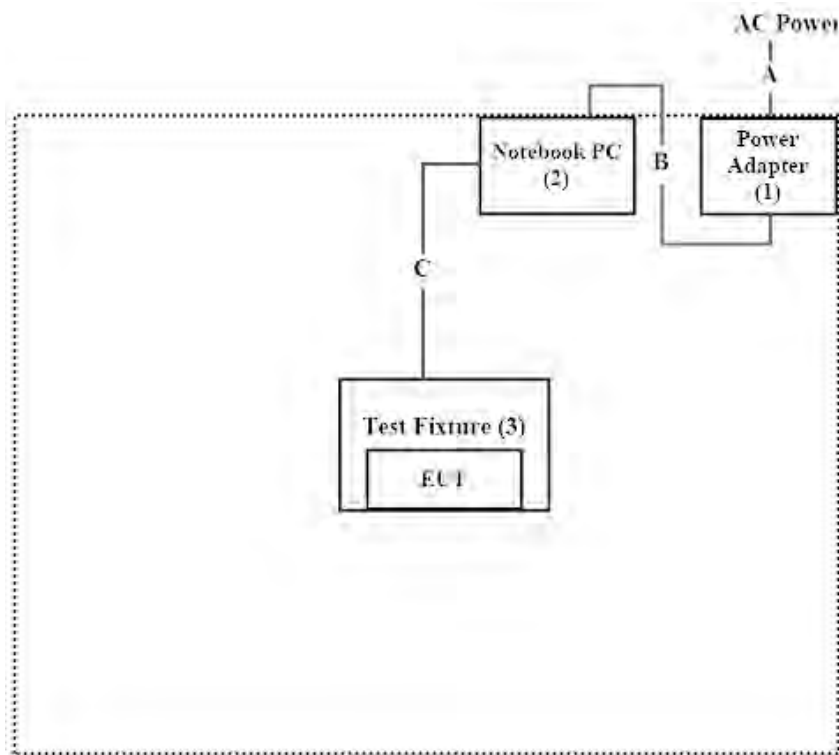 AC Power
A
Notebook PC
(2)
B
Power
Adapter
(1)
C
Test Fixture (3)
EUT